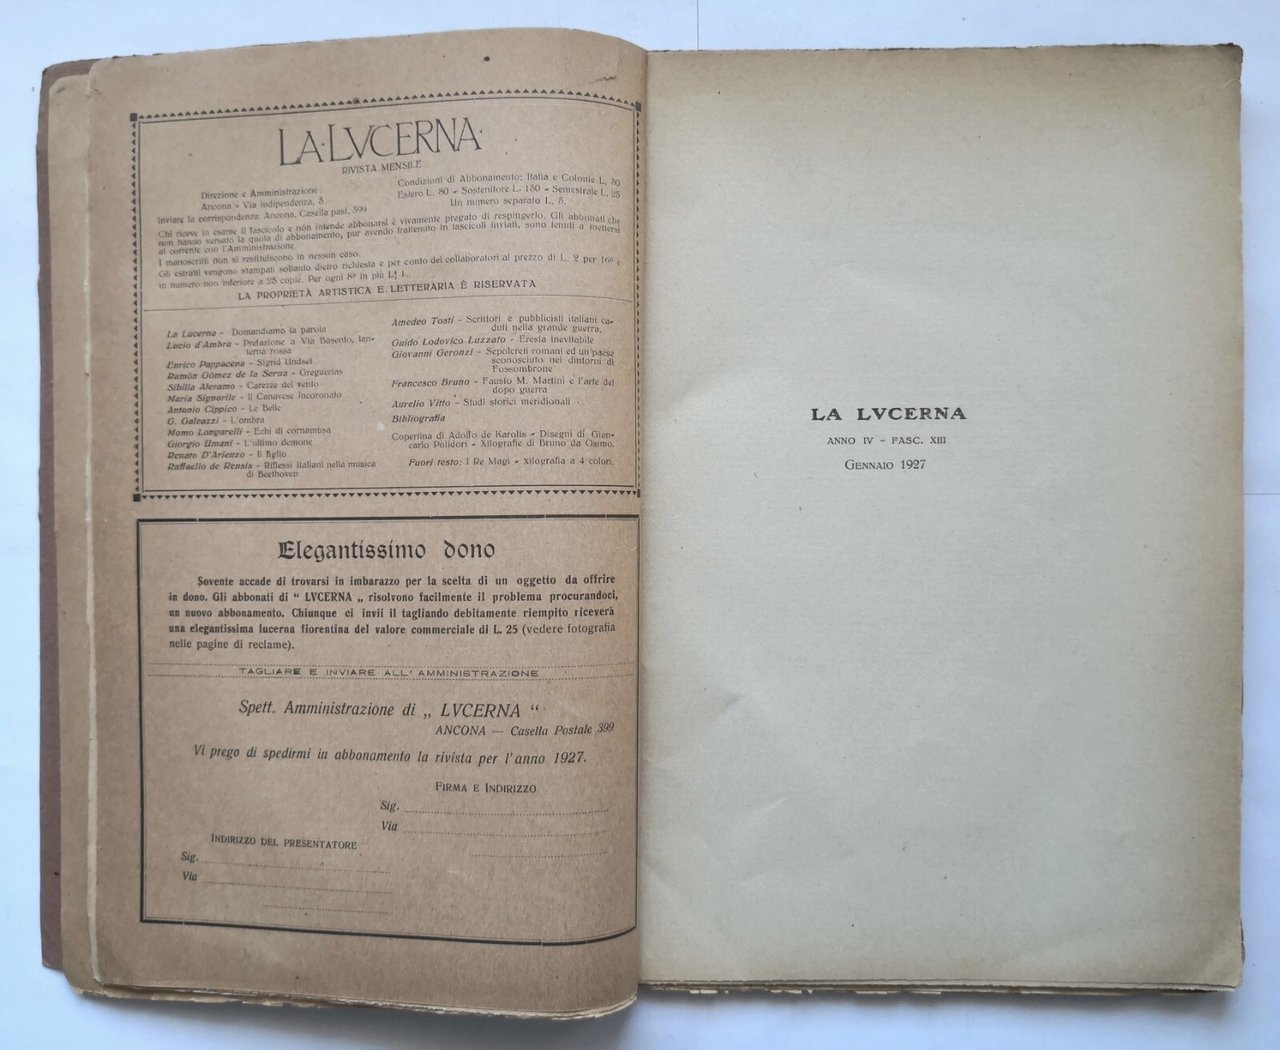 LA·LVCERNA·
RIVISTA MENSILE
Direzione e Amministrazione:
Ancona - Via indipendenza, 5
Inviare la corrispondenza: Ancona, Casella past. 399
Condizioni di Abbonamento: Italia e Colonie L. 50
Estero L. 80 - Sostenitore L. 150 - Semestrale L. 25
Un numero separato L. 5.
Chi riceve in esame il fascicolo e non intende abbonarsi è vivamente pregato di respingerlo. Gli abbonati che
non hanno versato la quota di abbonamento, pur avendo trattenuto in fascicoli inviati, sono tenuti a mettersi
al corrente con l'Amministrazione.
I manoscritti non si restituiscono in nessun caso.
Gli estratti vengono stampati soltanto dietro richiesta e per conto dei collaboratori al prezzo di L. 2 per 16° e
in numero non inferiore a 25 copie. Per ogni 8° in più L. 1.
LA PROPRIETÀ ARTISTICA E LETTERARIA È RISERVATA
La Lucerna - Domandiamo la parola
Lucio d'Ambra - Prefazione a Via Basento, lan-
terna rossa
Enrico Pappacena - Sigrid Undset
Ramòn Gòmez de la Serna - Greguerias
Sibilla Aleramo - Carezze del vento
Maria Signorile - Il Canavese incoronato
Antonio Cippico - Le Belle
G. Galcazzi - L'ombra
Momo Longarelli - Echi di cornamusa
Giorgio Umani - L'ultimo demone
Renato D'Arienzo - Il figlio
Raffaello de Rensis - Riflessi italiani nella musica
di Beethoven
Amedeo Tosti - Scrittori e pubblicisti italiani ca-
duti nella grande guerra,
Guido Lodovico Luzzato - Eresia inevitabile
Giovanni Geronzi - Sepolcreti romani ed un paese
sconosciuto nei dintorni di
Fossombrone
Francesco Bruno - Fausto M. Martini e l'arte del
dopo guerra
Aurelio Vitto - Studi storici meridionali
Bibliografia
Copertina di Adolfo de Karolis - Disegni di Gian-
carlo Polidori - Xilografie di Bruno da Osimo.
Fuori testo: I Re Magi - Xilografia a 4 colori.
Elegantissimo dono
Sovente accade di trovarsi in imbarazzo per la scelta di un oggetto da offrire
in dono. Gli abbonati di “ LVCERNA „ risolvono facilmente il problema procurandoci,
un nuovo abbonamento. Chiunque ci invii il tagliando debitamente riempito riceverà
una elegantissima lucerna fiorentina del valore commerciale di L. 25 (vedere fotografia
nelle pagine di reclame).
TAGLIARE E INVIARE ALL' AMMINISTRAZIONE
Spett. Amministrazione di „ LVCERNA “
ANCONA — Casella Postale 399
Vi prego di spedirmi in abbonamento la rivista per l'anno 1927.
FIRMA E INDIRIZZO
Sig.
Via
INDIRIZZO DEL PRESENTATORE
Sig.
Via
LA LVCERNA
ANNO IV - FASC. XIII
GENNAIO 1927